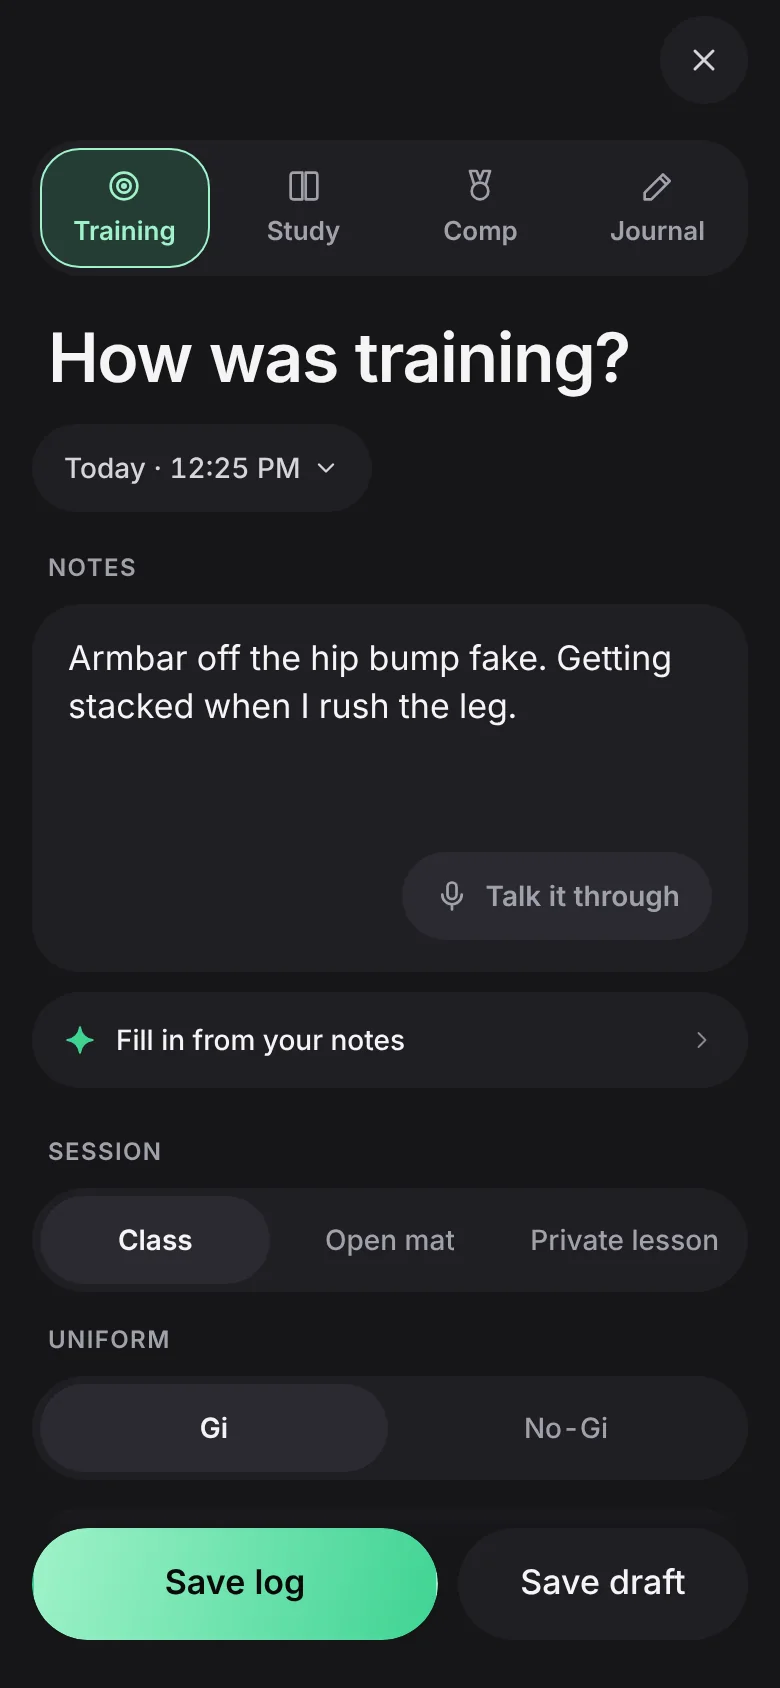 Training
Study
Comp
Journal
How was training?
Today · 12:25 PM
NOTES
Armbar off the hip bump fake. Getting
stacked when I rush the leg.
Talk it through
Fill in from your notes
SESSION
Class
Open mat
Private lesson
UNIFORM
Gi
No-Gi
Save log
Save draft